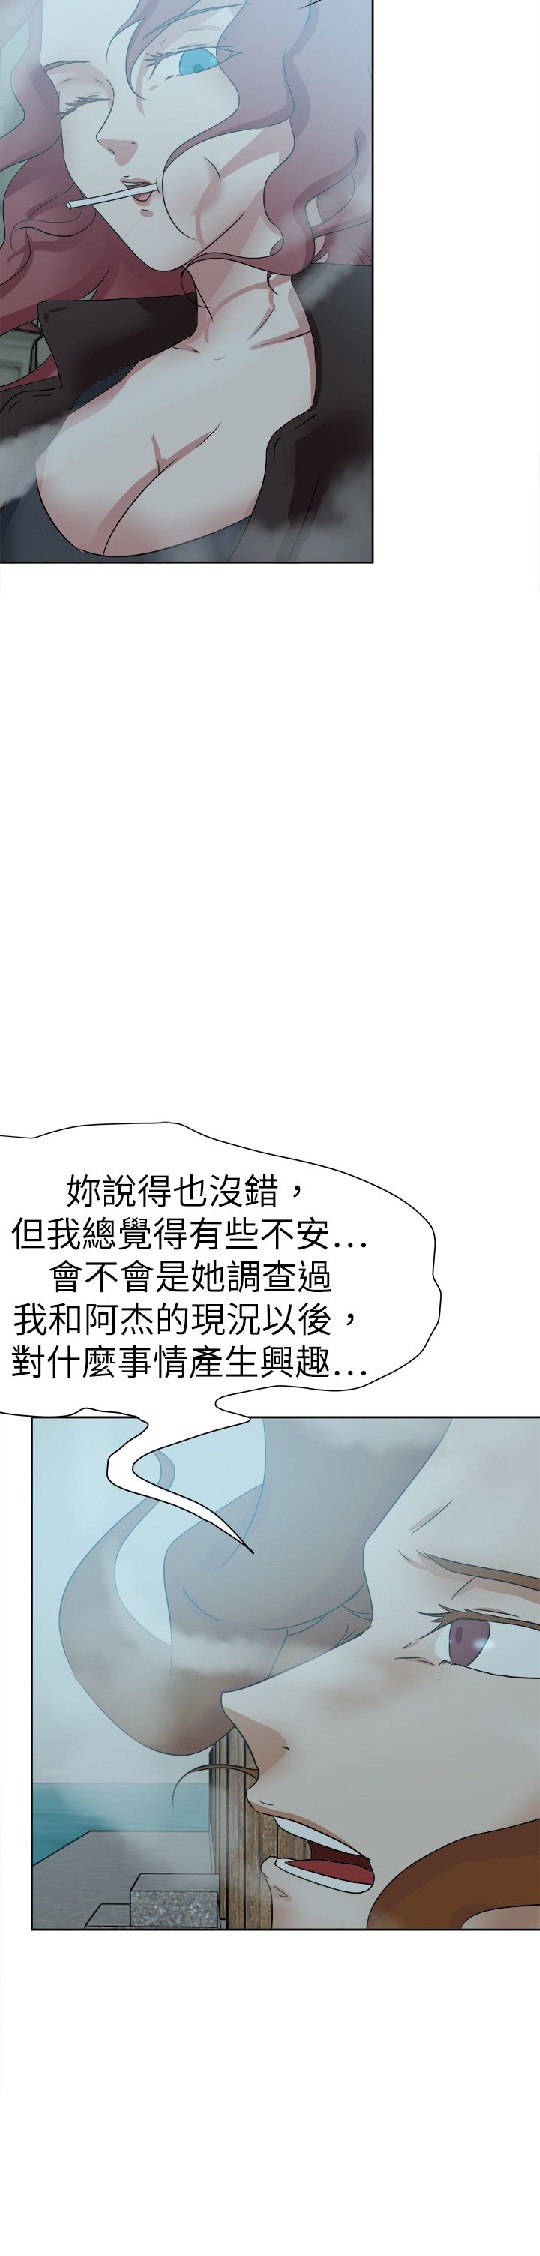 妳說得也沒錯，
但我總覺得有些不安...
會不會是她調查過
我和阿杰的現況以後，
對什麼事情產生興趣...